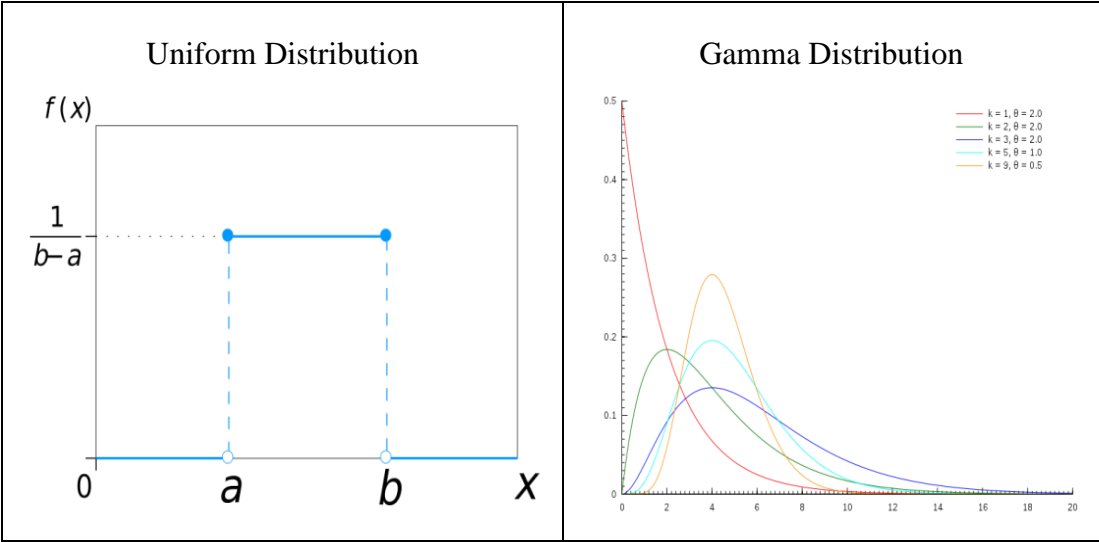 Uniform Distribution
f(x)
1
b−a
0
a
b
x
Gamma Distribution
0.5
0.4
0.3
0.2
0.1
0
k = 1, θ = 2.0
k = 2, θ = 2.0
k = 3, θ = 2.0
k = 5, θ = 1.0
k = 9, θ = 0.5
0 2 4 6 8 10 12 14 16 18 20